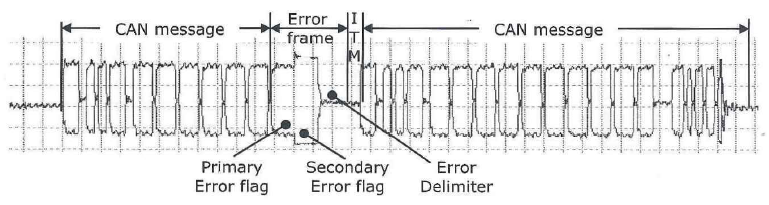 CAN message
Error
frame
I
T
M
CAN message
Primary
Error flag
Secondary
Error flag
Error
Delimiter